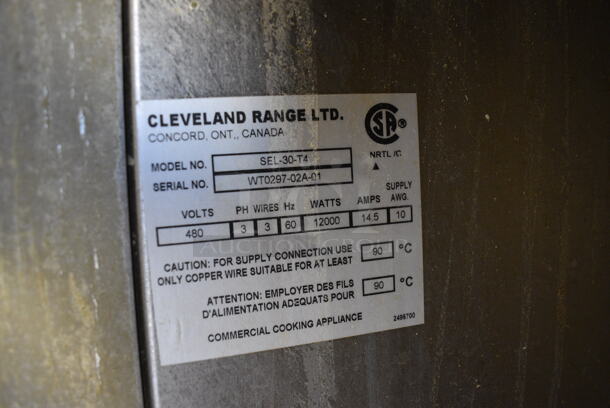 CLEVELAND RANGE LTD.
CONCORD, ONT., CANADA
CSA ®
NRTL /C
MODEL NO. SEL-30-T4
SERIAL NO. WT0297-02A-01
VOLTS PH WIRES Hz WATTS AMPS SUPPLY AWG.
480 3 3 60 12000 14.5 10
CAUTION: FOR SUPPLY CONNECTION USE
ONLY COPPER WIRE SUITABLE FOR AT LEAST 90 °C
ATTENTION: EMPLOYER DES FILS
D'ALIMENTATION ADEQUATS POUR 90 °C
COMMERCIAL COOKING APPLIANCE 2486700